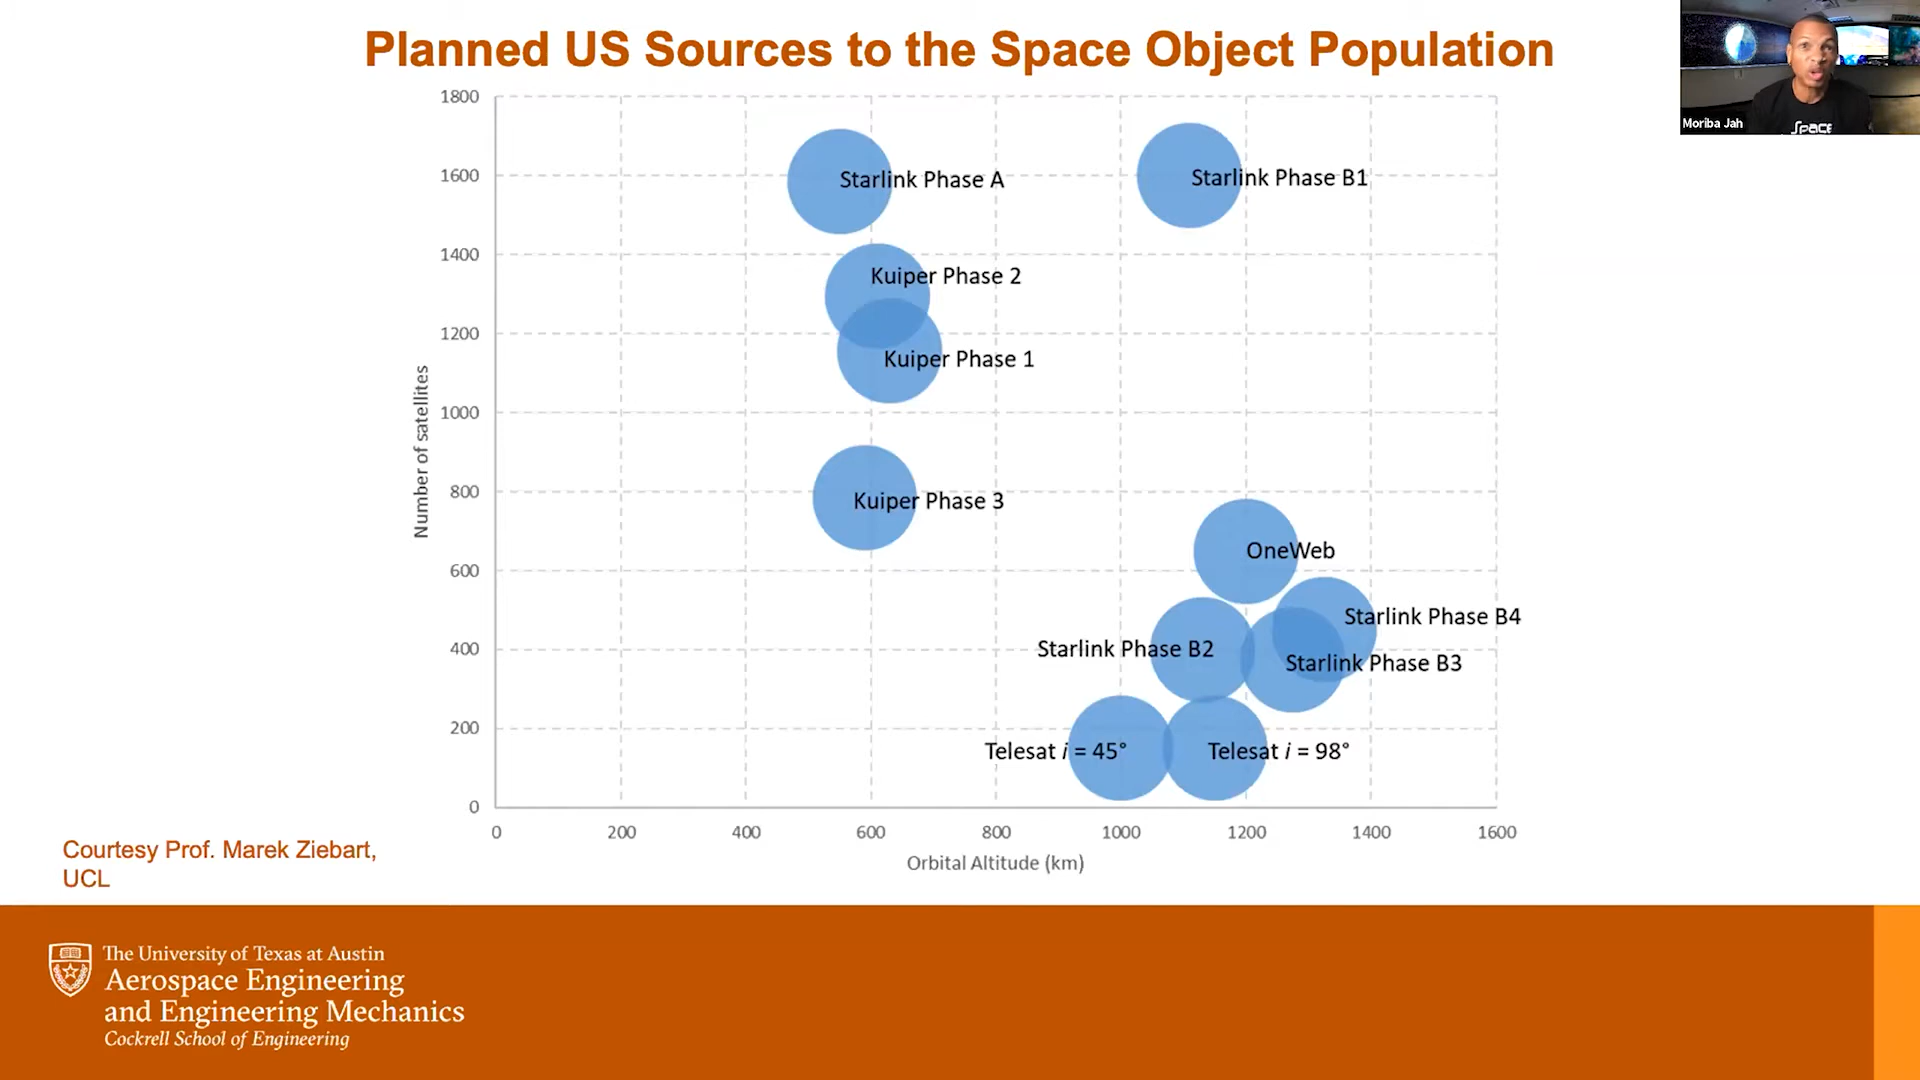 Planned US Sources to the Space Object Population
Moriba Jah
Space
1800
1600
1400
1200
1000
800
600
400
200
0
Number of satellites
Starlink Phase A
Starlink Phase B1
Kuiper Phase 2
Kuiper Phase 1
Kuiper Phase 3
OneWeb
Starlink Phase B4
Starlink Phase B2
Starlink Phase B3
Telesat i = 45°
Telesat i = 98°
0 200 400 600 800 1000 1200 1400 1600
Orbital Altitude (km)
Courtesy Prof. Marek Ziebart,
UCL
The University of Texas at Austin
Aerospace Engineering
and Engineering Mechanics
Cockrell School of Engineering